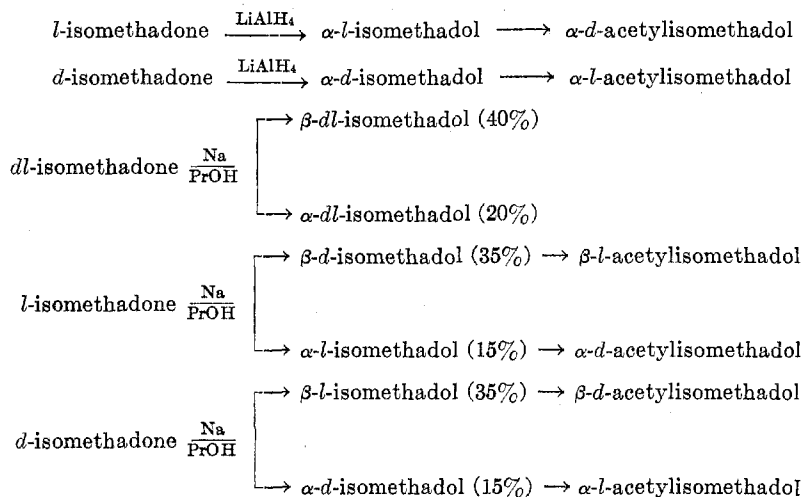 l-isomethadone LiAlH₄ → α-l-isomethadol → α-d-acetylisomethadol
d-isomethadone LiAlH₄ → α-d-isomethadol → α-l-acetylisomethadol
→ β-dl-isomethadol (40%)
dl-isomethadone Na PrOH
→ α-dl-isomethadol (20%)
→ β-d-isomethadol (35%) → β-l-acetylisomethadol
l-isomethadone Na PrOH
→ α-l-isomethadol (15%) → α-d-acetylisomethadol
→ β-l-isomethadol (35%) → β-d-acetylisomethadol
d-isomethadone Na PrOH
→ α-d-isomethadol (15%) → α-l-acetylisomethadol